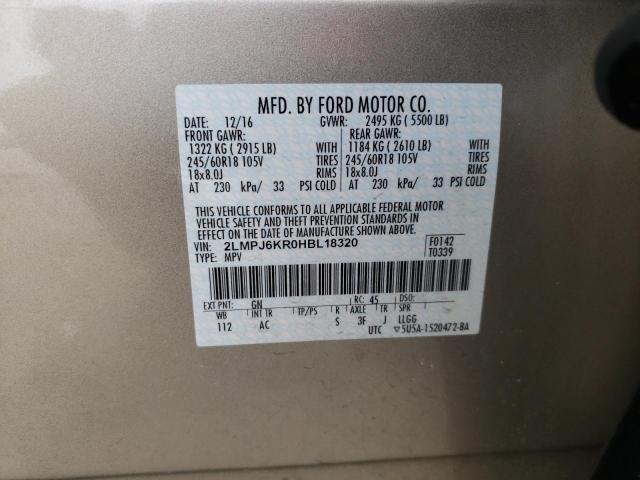 MFD. BY FORD MOTOR CO.
DATE: 12/16 GVWR: 2495 KG ( 5500 LB)
FRONT GAWR: REAR GAWR:
1322 KG ( 2915 LB) WITH 1184 KG ( 2610 LB) WITH
245/60R18 105V TIRES 245/60R18 105V TIRES
18x8.0J RIMS 18x8.0J RIMS
AT 230 kPa/ 33 PSI COLD AT 230 kPa/ 33 PSI COLD
THIS VEHICLE CONFORMS TO ALL APPLICABLE FEDERAL MOTOR
VEHICLE SAFETY AND THEFT PREVENTION STANDARDS IN
EFFECT ON THE DATE OF MANUFACTURE SHOWN ABOVE.
VIN: 2LMPJ6KR0HBL18320 F0142
TYPE: MPV T0339
EXT PNT: GN RC: 45 DSO:
WB INT TR TP/PS R AXLE TR SPR
112 AC S 3F J LLGG
UTC ▽5U5A-1520472-BA